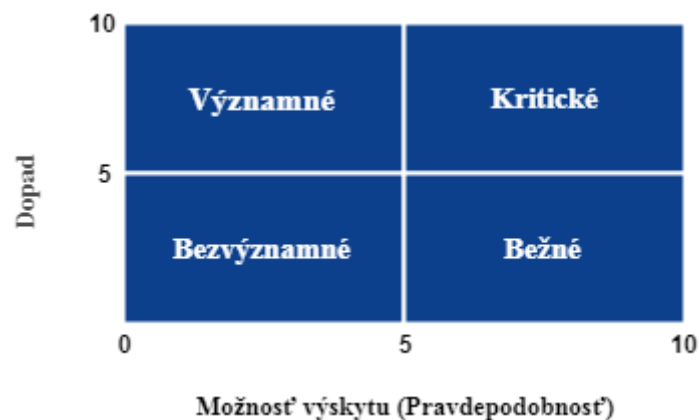 10
Významné
Kritické
Dopad
5
Bezvýznamné
Bežné
0
5
10
Možnosť výskytu (Pravdepodobnosť)